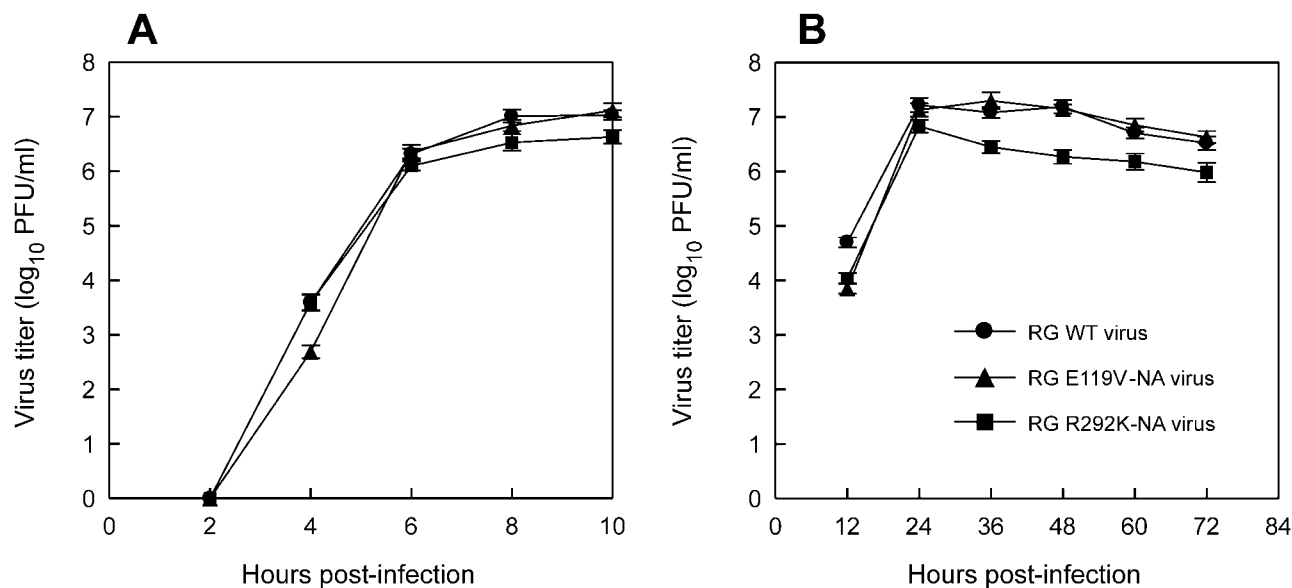 A
8
7
6
5
4
3
2
1
0
Virus titer (log10 PFU/ml)
0 2 4 6 8 10
Hours post-infection
B
8
7
6
5
4
3
2
1
0
Virus titer (log10 PFU/ml)
RG WT virus
RG E119V-NA virus
RG R292K-NA virus
0 12 24 36 48 60 72 84
Hours post-infection